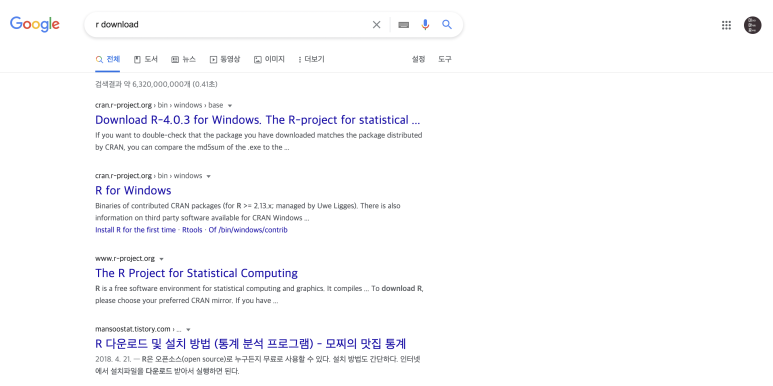 Google
r download
전체 도서 뉴스 동영상 이미지 더보기 설정 도구
검색결과 약 6,320,000,000개 (0.41초)
cran.r-project.org › bin › windows › base
Download R-4.0.3 for Windows. The R-project for statistical ...
If you want to double-check that the package you have downloaded matches the package distributed
by CRAN, you can compare the md5sum of the .exe to the ...
cran.r-project.org › bin › windows
R for Windows
Binaries of contributed CRAN packages (for R >= 2.13.x; managed by Uwe Ligges). There is also
information on third party software available for CRAN Windows ...
Install R for the first time · Rtools · Of /bin/windows/contrib
www.r-project.org
The R Project for Statistical Computing
R is a free software environment for statistical computing and graphics. It compiles ... To download R,
please choose your preferred CRAN mirror. If you have ...
mansoostat.tistory.com › ...
R 다운로드 및 설치 방법 (통계 분석 프로그램) - 모찌의 맛집 통계
2018. 4. 21. — R은 오픈소스(open source)로 누구든지 무료로 사용할 수 있다. 설치 방법도 간단하다. 인터넷
에서 설치파일을 다운로드 받아서 실행하면 된다.